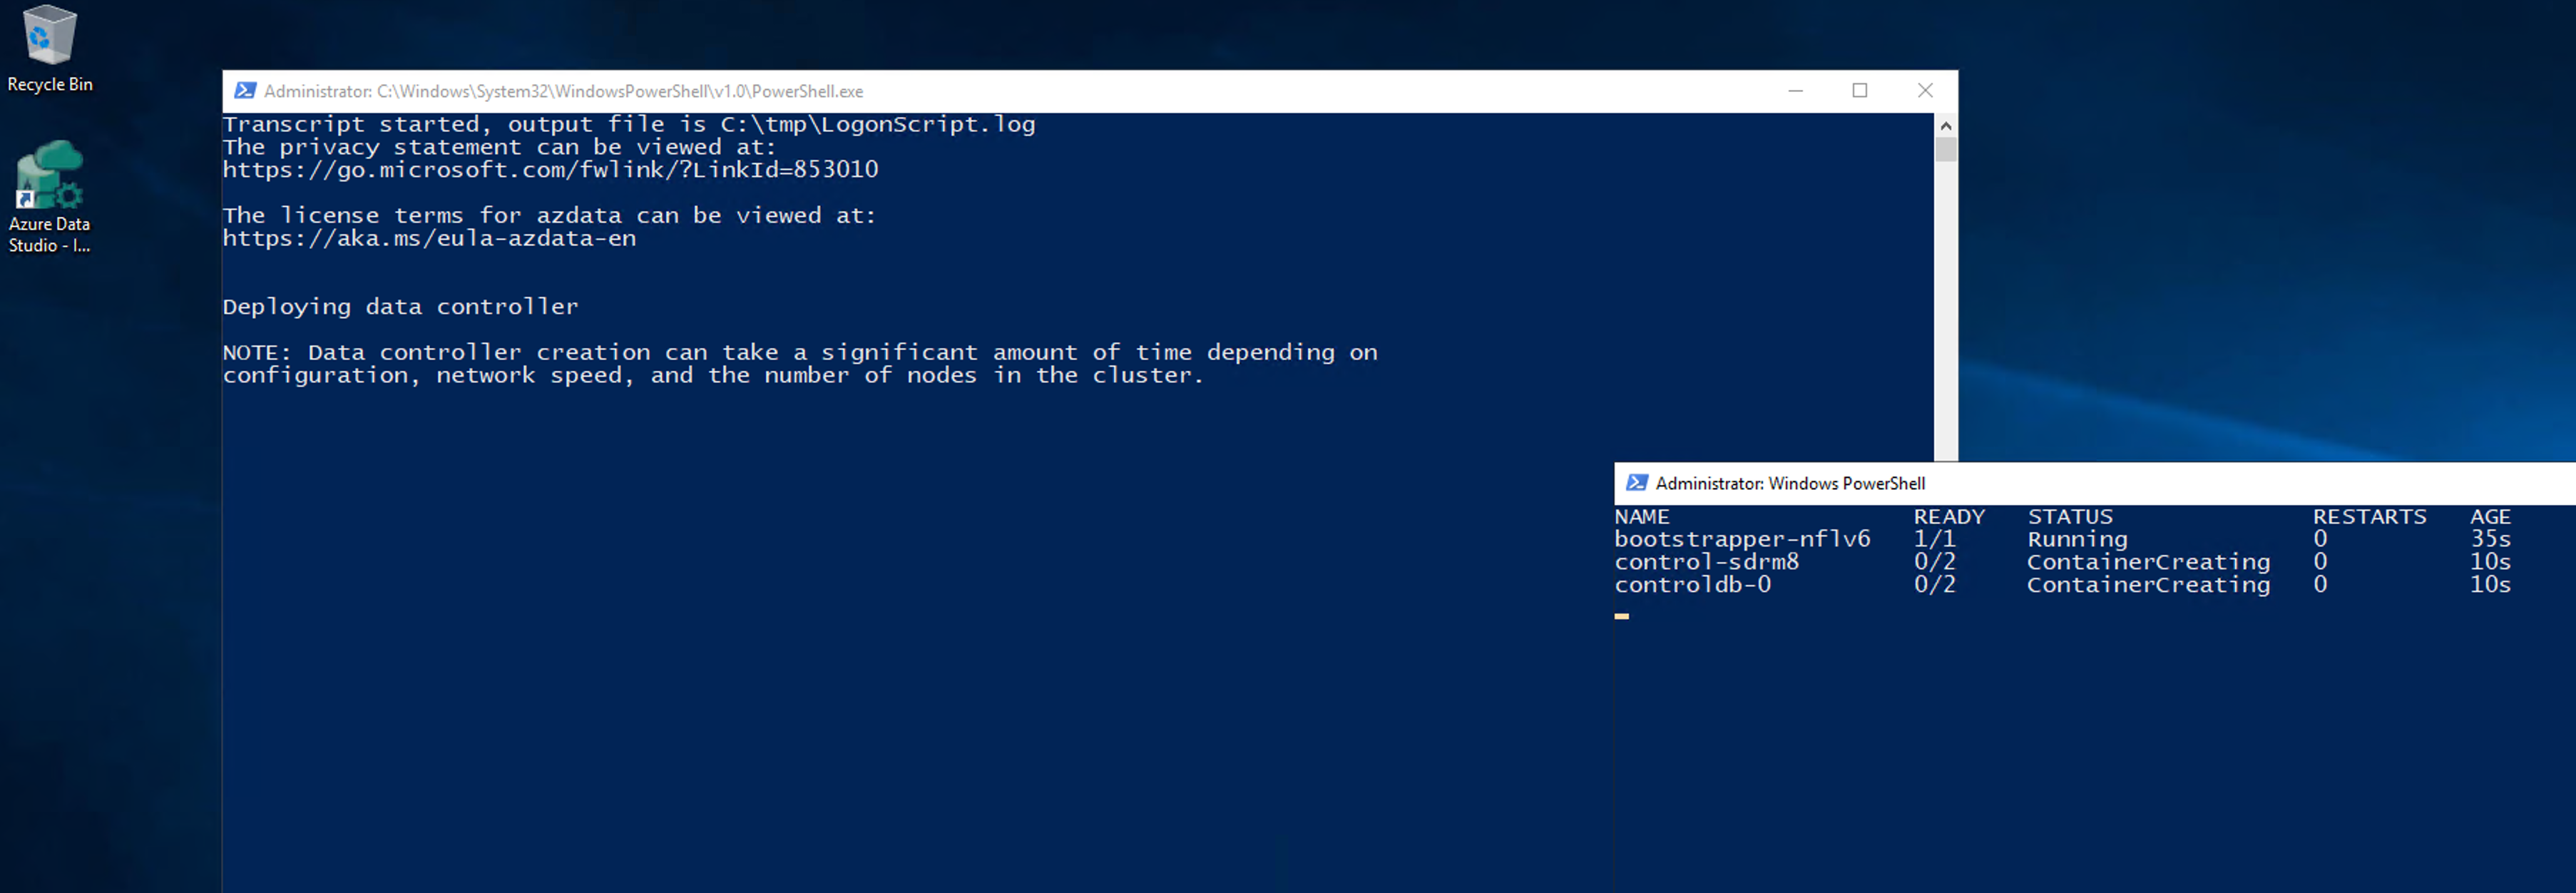 Recycle Bin
Azure Data
Studio - I...
Administrator: C:\Windows\System32\WindowsPowerShell\v1.0\PowerShell.exe
Transcript started, output file is C:\tmp\LogonScript.log
The privacy statement can be viewed at:
https://go.microsoft.com/fwlink/?LinkId=853010
The license terms for azdata can be viewed at:
https://aka.ms/eula-azdata-en
Deploying data controller
NOTE: Data controller creation can take a significant amount of time depending on
configuration, network speed, and the number of nodes in the cluster.
Administrator: Windows PowerShell
NAME READY STATUS RESTARTS AGE
bootstrapper-nflv6 1/1 Running 0 35s
control-sdrm8 0/2 ContainerCreating 0 10s
controldb-0 0/2 ContainerCreating 0 10s